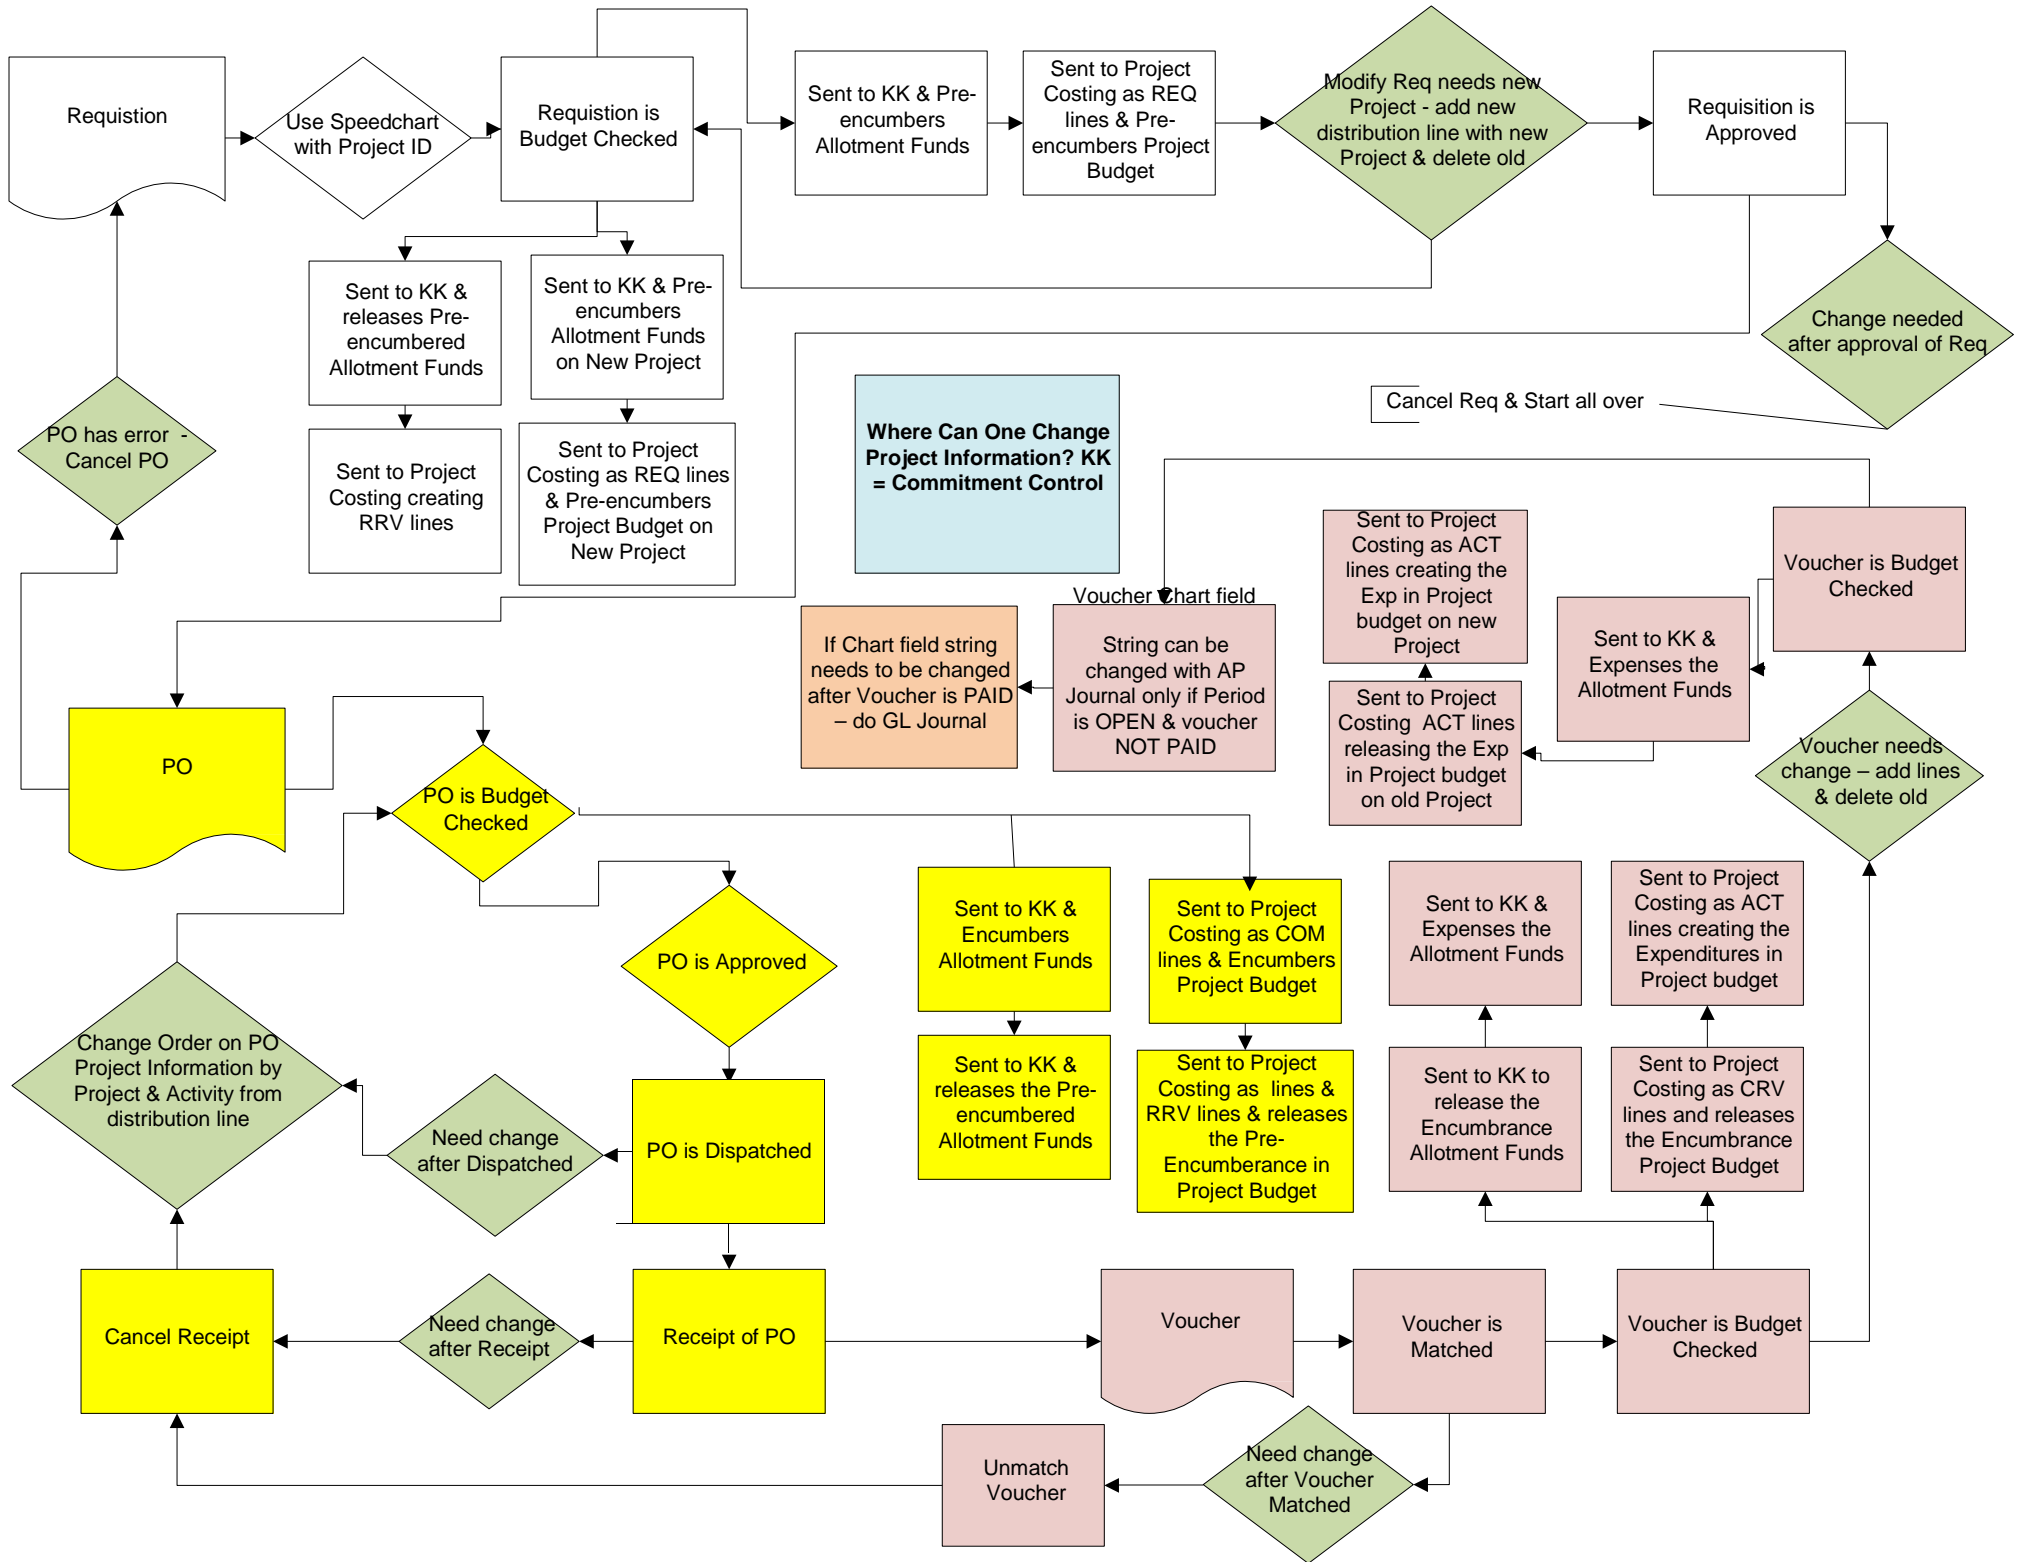 Requistion
Use Speedchart
with Project ID
Requistion is
Budget Checked
Sent to KK & Pre-
encumbers
Allotment Funds
Sent to Project
Costing as REQ
lines & Pre-
encumbers Project
Budget
Modify Req needs new
Project - add new
distribution line with new
Project & delete old
Requisition is
Approved
Sent to KK &
releases Pre-
encumbered
Allotment Funds
Sent to KK & Pre-
encumbers
Allotment Funds
on New Project
Change needed
after approval of Req
Cancel Req & Start all over
PO has error  -
Cancel PO
Sent to Project
Costing creating
RRV lines
Sent to Project
Costing as REQ lines
& Pre-encumbers
Project Budget on
New Project
Where Can One Change
Project Information? KK
= Commitment Control
Sent to Project
Costing as ACT
lines creating the
Exp in Project
budget on new
Project
Voucher is Budget
Checked
Sent to KK &
Expenses the
Allotment Funds
If Chart field string
needs to be changed
after Voucher is PAID
– do GL Journal
Voucher Chart field
String can be
changed with AP
Journal only if Period
is OPEN & voucher
NOT PAID
Sent to Project
Costing  ACT lines
releasing the Exp
in Project budget
on old Project
Voucher needs
change – add lines
& delete old
PO
PO is Budget
Checked
PO is Approved
Sent to KK &
Encumbers
Allotment Funds
Sent to Project
Costing as COM
lines & Encumbers
Project Budget
Sent to KK &
Expenses the
Allotment Funds
Sent to Project
Costing as ACT
lines creating the
Expenditures in
Project budget
Change Order on PO
Project Information by
Project & Activity from
distribution line
Need change
after Dispatched
PO is Dispatched
Sent to KK &
releases the Pre-
encumbered
Allotment Funds
Sent to Project
Costing as  lines &
RRV lines & releases
the Pre-
Encumberance in
Project Budget
Sent to KK to
release the
Encumbrance
Allotment Funds
Sent to Project
Costing as CRV
lines and releases
the Encumbrance
Project Budget
Cancel Receipt
Need change
after Receipt
Receipt of PO
Voucher
Voucher is
Matched
Voucher is Budget
Checked
Unmatch
Voucher
Need change
after Voucher
Matched